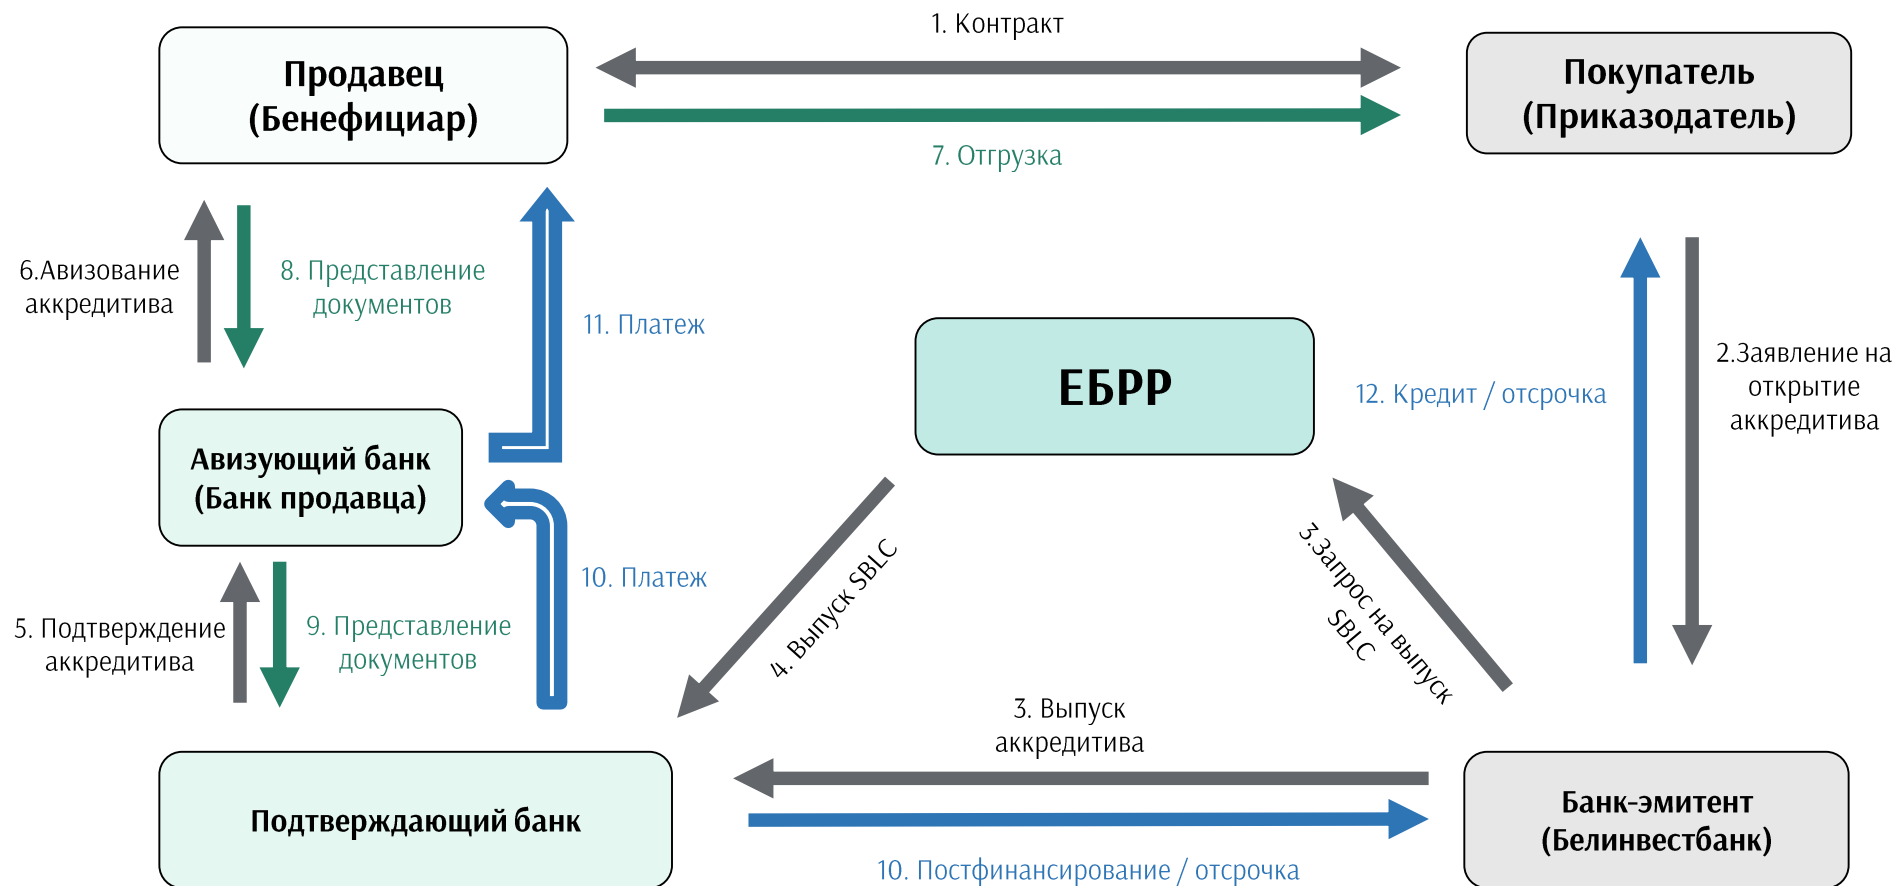 1. Контракт
Продавец
(Бенефициар)
Покупатель
(Приказодатель)
7. Отгрузка
6.Авизование
аккредитива
8. Представление
документов
11. Платеж
ЕБРР
12. Кредит / отсрочка
2.Заявление на
открытие
аккредитива
Авизующий банк
(Банк продавца)
10. Платеж
4. Выпуск SBLC
3.Запрос на выпуск
SBLC
5. Подтверждение
аккредитива
9. Представление
документов
3. Выпуск
аккредитива
Подтверждающий банк
Банк-эмитент
(Белинвестбанк)
10. Постфинансирование / отсрочка